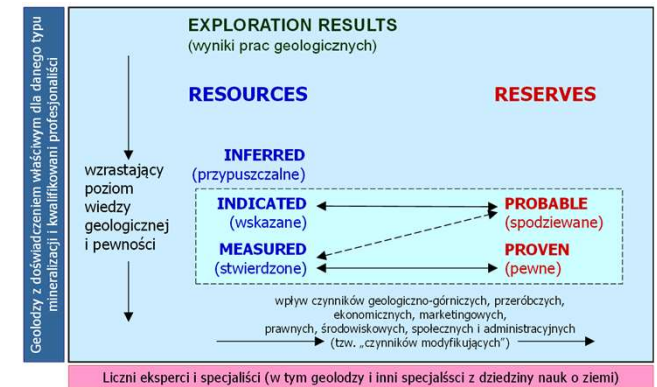 Geolodzy z doświadczeniem właściwym dla danego typu
mineralizacji i kwalifikowani profesjonaliści
EXPLORATION RESULTS
(wyniki prac geologicznych)
RESOURCES
RESERVES
wzrastający
poziom
wiedzy
geologicznej
i pewności
INFERRED
(przypuszczalne)
INDICATED
(wskazane)
PROBABLE
(spodziewane)
MEASURED
(stwierdzone)
PROVEN
(pewne)
wpływ czynników geologiczno-górniczych, przeróbczych,
ekonomicznych, marketingowych,
prawnych, środowiskowych, społecznych i administracyjnych
(tzw. „czynników modyfikujących”)
Liczni eksperci i specjaliści (w tym geolodzy i inni specjalśsci z dziedziny nauk o ziemi)